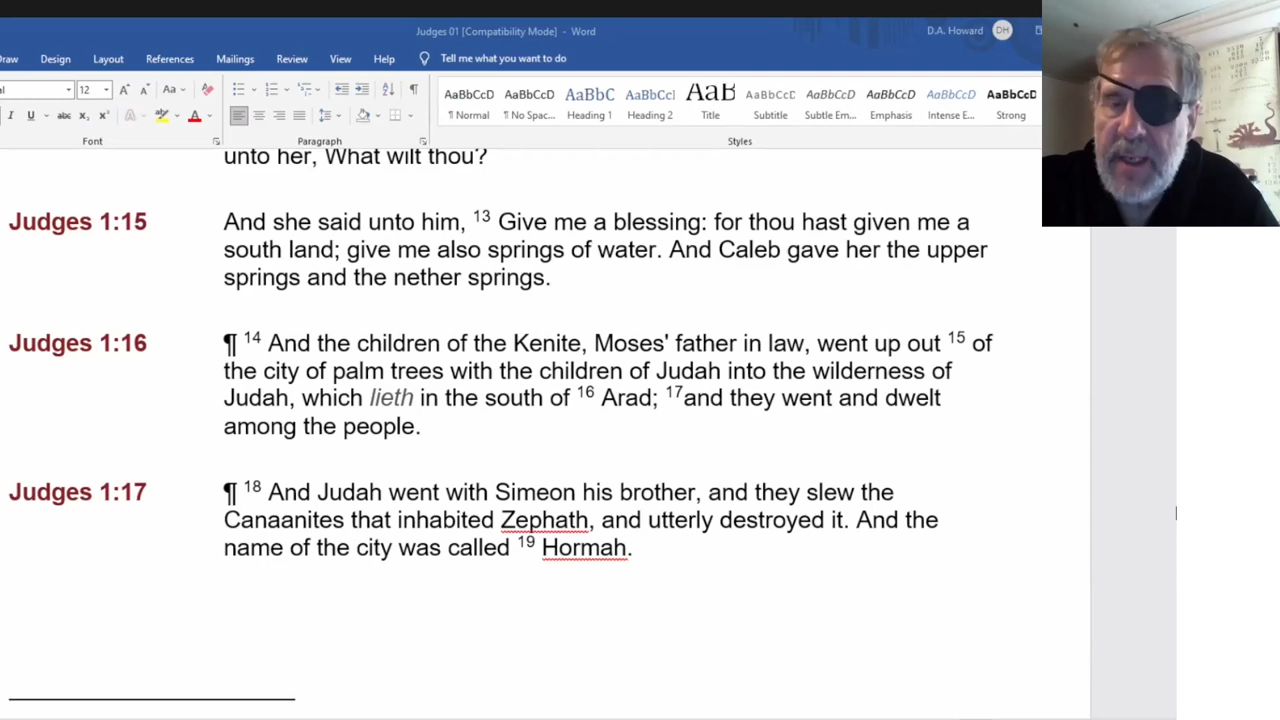 Judges 01 [Compatibility Mode] - Word
D.A. Howard DH
Draw Design Layout References Mailings Review View Help Tell me what you want to do
12 A A Aa
I U abc x₂ x² A A
AaBbCcD AaBbCcD AaBbC AaBbCcI AaB AaBbCcD AaBbCcD AaBbCcD AaBbCcD AaBbCcD
¶ Normal ¶ No Spac... Heading 1 Heading 2 Title Subtitle Subtle Em... Emphasis Intense E... Strong
Font Paragraph Styles
unto her, What wilt thou?
Judges 1:15 And she said unto him, 13 Give me a blessing: for thou hast given me a
south land; give me also springs of water. And Caleb gave her the upper
springs and the nether springs.
Judges 1:16 ¶ 14 And the children of the Kenite, Moses' father in law, went up out 15 of
the city of palm trees with the children of Judah into the wilderness of
Judah, which lieth in the south of 16 Arad; 17and they went and dwelt
among the people.
Judges 1:17 ¶ 18 And Judah went with Simeon his brother, and they slew the
Canaanites that inhabited Zephath, and utterly destroyed it. And the
name of the city was called 19 Hormah.